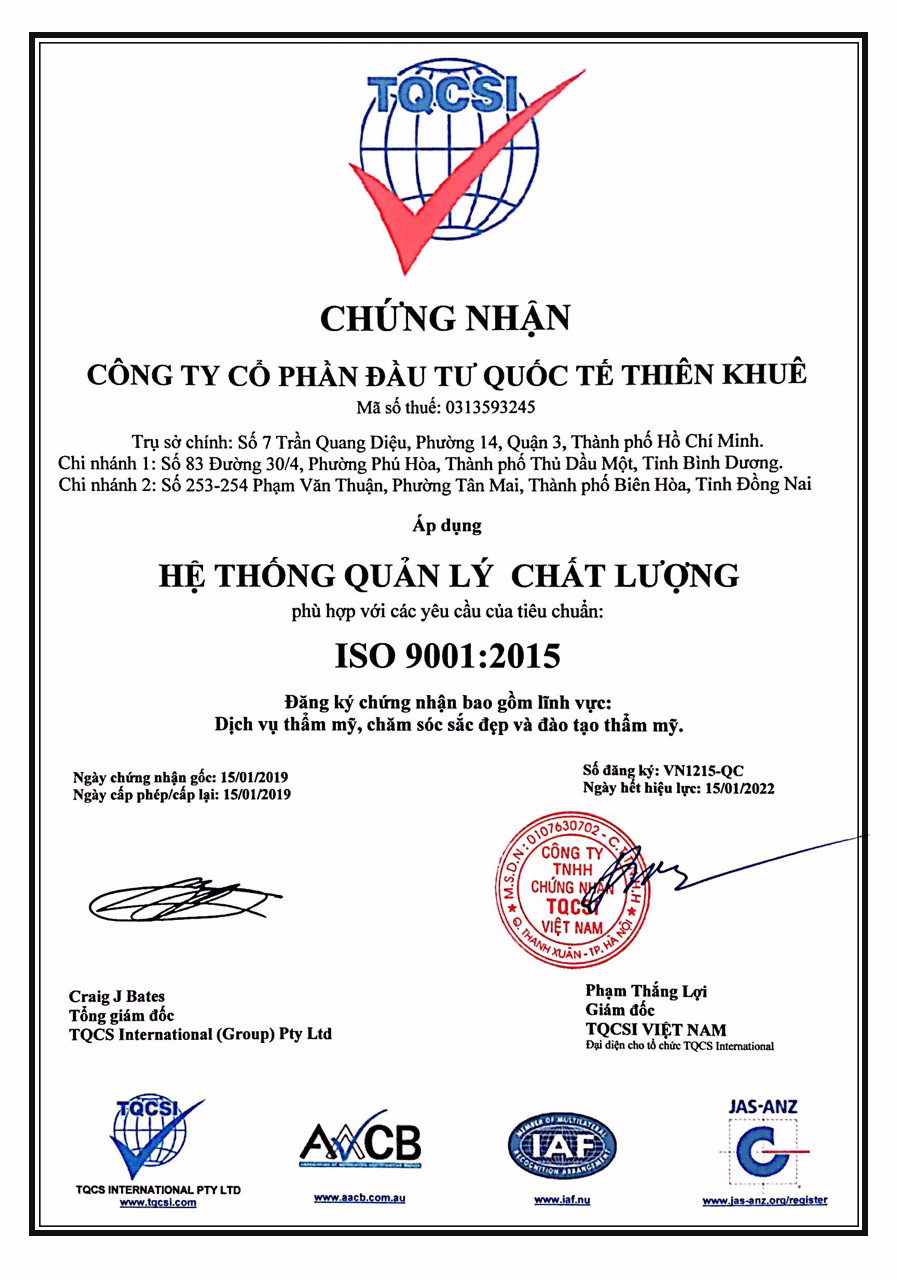 TQCSI
CHỨNG NHẬN
CÔNG TY CỔ PHẦN ĐẦU TƯ QUỐC TẾ THIÊN KHUÊ
Mã số thuế: 0313593245
Trụ sở chính: Số 7 Trần Quang Diệu, Phường 14, Quận 3, Thành phố Hồ Chí Minh.
Chi nhánh 1: Số 83 Đường 30/4, Phường Phú Hòa, Thành phố Thủ Dầu Một, Tỉnh Bình Dương.
Chi nhánh 2: Số 253-254 Phạm Văn Thuận, Phường Tân Mai, Thành phố Biên Hòa, Tỉnh Đồng Nai
Áp dụng
HỆ THỐNG QUẢN LÝ CHẤT LƯỢNG
phù hợp với các yêu cầu của tiêu chuẩn:
ISO 9001:2015
Đăng ký chứng nhận bao gồm lĩnh vực:
Dịch vụ thẩm mỹ, chăm sóc sắc đẹp và đào tạo thẩm mỹ.
Ngày chứng nhận gốc: 15/01/2019
Ngày cấp phép/cấp lại: 15/01/2019
Số đăng ký: VN1215-QC
Ngày hết hiệu lực: 15/01/2022
M.S.D.N: 0107630702 - C.T.T.N.H.H
CÔNG TY
TNHH
CHỨNG NHẬN
TQCSI
VIỆT NAM
Q. THANH XUÂN - TP. HÀ NỘI
Craig J Bates
Tổng giám đốc
TQCS International (Group) Pty Ltd
Phạm Thắng Lợi
Giám đốc
TQCSI VIỆT NAM
Đại diện cho tổ chức TQCS International
TQCSI
TQCS INTERNATIONAL PTY LTD
www.tqcsi.com
AACB
www.aacb.com.au
MEMBER OF MULTILATERAL
IAF
RECOGNITION ARRANGEMENT
www.iaf.nu
JAS-ANZ
www.jas-anz.org/register